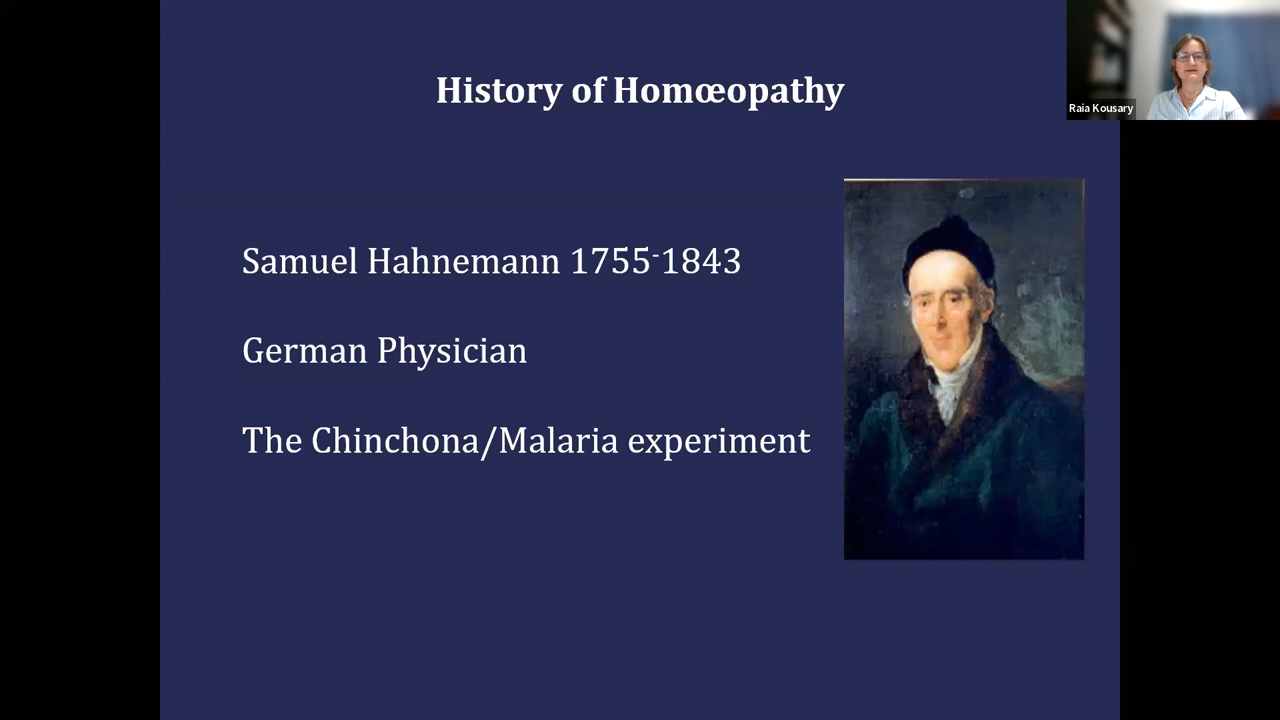 History of Homœopathy
Raia Kousary
Samuel Hahnemann 1755-1843
German Physician
The Chinchona/Malaria experiment